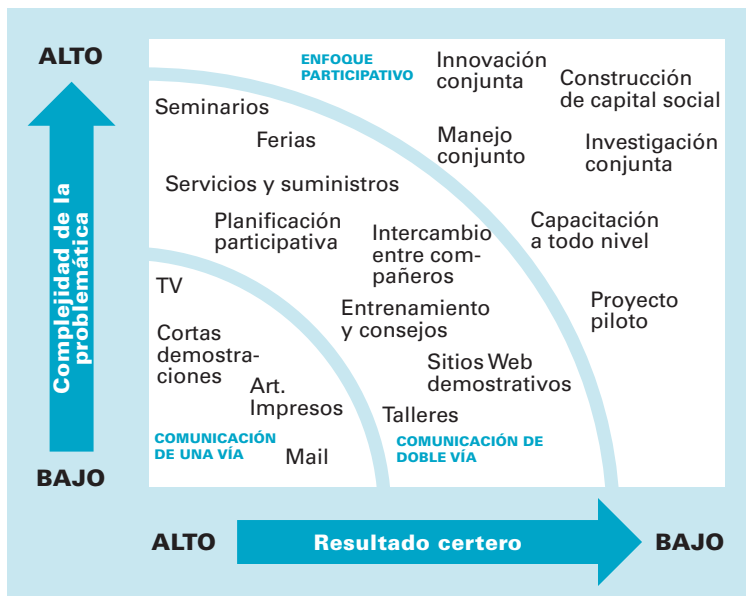 ALTO
Complejidad de la
problemática
BAJO
ENFOQUE
PARTICIPATIVO
Innovación
conjunta
Construcción
de capital social
Seminarios
Ferias
Manejo
conjunto
Investigación
conjunta
Servicios y suministros
Planificación
participativa
Intercambio
entre com-
pañeros
Capacitación
a todo nivel
TV
Entrenamiento
y consejos
Proyecto
piloto
Cortas
demostra-
ciones
Art.
Impresos
Sitios Web
demostrativos
Talleres
COMUNICACIÓN
DE UNA VÍA
Mail
COMUNICACIÓN DE
DOBLE VÍA
ALTO
Resultado certero
BAJO